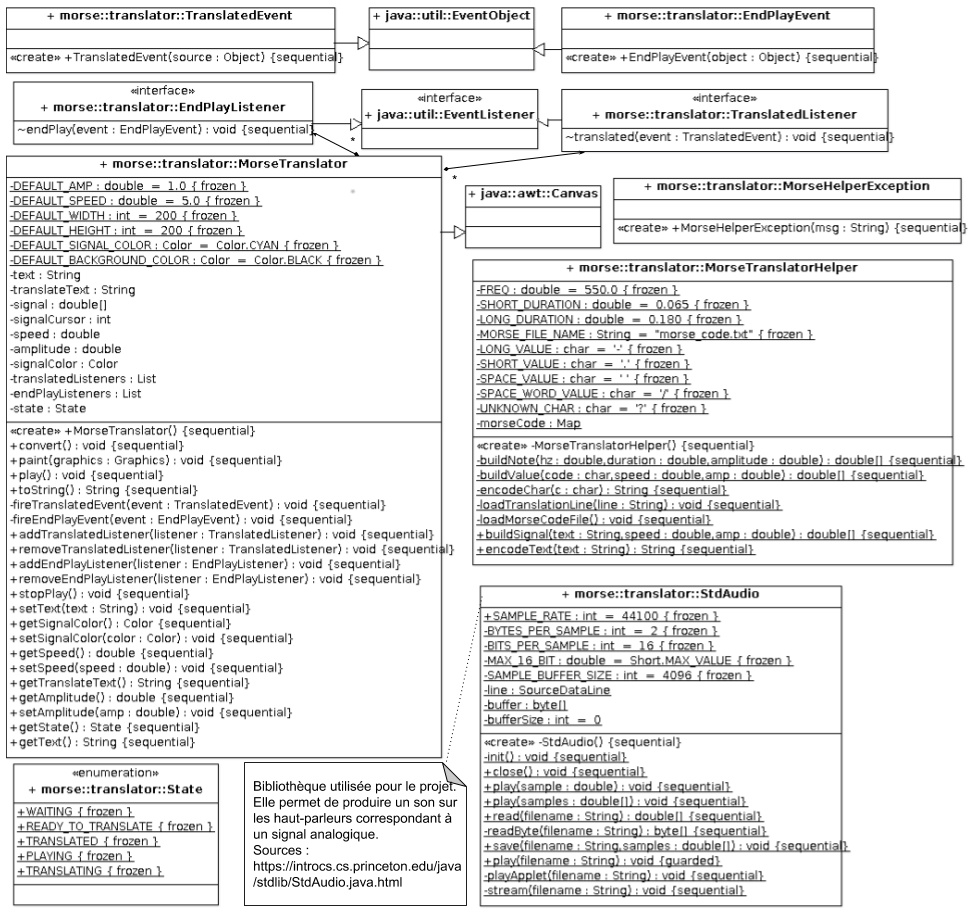 + morse::translator::TranslatedEvent
«create» +TranslatedEvent(source : Object) {sequential}
+ java::util::EventObject
+ morse::translator::EndPlayEvent
«create» +EndPlayEvent(object : Object) {sequential}
«interface»
+ morse::translator::EndPlayListener
~endPlay(event : EndPlayEvent) : void {sequential}
«interface»
+ java::util::EventListener
«interface»
+ morse::translator::TranslatedListener
~translated(event : TranslatedEvent) : void {sequential}
*
*
+ morse::translator::MorseTranslator
-DEFAULT_AMP : double = 1.0 { frozen }
-DEFAULT_SPEED : double = 5.0 { frozen }
-DEFAULT_WIDTH : int = 200 { frozen }
-DEFAULT_HEIGHT : int = 200 { frozen }
-DEFAULT_SIGNAL_COLOR : Color = Color.CYAN { frozen }
-DEFAULT_BACKGROUND_COLOR : Color = Color.BLACK { frozen }
-text : String
-translateText : String
-signal : double[]
-signalCursor : int
-speed : double
-amplitude : double
-signalColor : Color
-translatedListeners : List
-endPlayListeners : List
-state : State
«create» +MorseTranslator() {sequential}
+convert() : void {sequential}
+paint(graphics : Graphics) : void {sequential}
+play() : void {sequential}
+toString() : String {sequential}
-fireTranslatedEvent(event : TranslatedEvent) : void {sequential}
-fireEndPlayEvent(event : EndPlayEvent) : void {sequential}
+addTranslatedListener(listener : TranslatedListener) : void {sequential}
+removeTranslatedListener(listener : TranslatedListener) : void {sequential}
+addEndPlayListener(listener : EndPlayListener) : void {sequential}
+removeEndPlayListener(listener : EndPlayListener) : void {sequential}
+stopPlay() : void {sequential}
+setText(text : String) : void {sequential}
+getSignalColor() : Color {sequential}
+setSignalColor(color : Color) : void {sequential}
+getSpeed() : double {sequential}
+setSpeed(speed : double) : void {sequential}
+getTranslateText() : String {sequential}
+getAmplitude() : double {sequential}
+setAmplitude(amp : double) : void {sequential}
+getState() : State {sequential}
+getText() : String {sequential}
+ java::awt::Canvas
+ morse::translator::MorseHelperException
«create» +MorseHelperException(msg : String) {sequential}
+ morse::translator::MorseTranslatorHelper
-FREQ : double = 550.0 { frozen }
-SHORT_DURATION : double = 0.065 { frozen }
-LONG_DURATION : double = 0.180 { frozen }
-MORSE_FILE_NAME : String = "morse_code.txt" { frozen }
-LONG_VALUE : char = '-' { frozen }
-SHORT_VALUE : char = '.' { frozen }
-SPACE_VALUE : char = ' ' { frozen }
-SPACE_WORD_VALUE : char = '/' { frozen }
-UNKNOWN_CHAR : char = '?' { frozen }
-morseCode : Map
«create» -MorseTranslatorHelper() {sequential}
-buildNote(hz : double,duration : double,amplitude : double) : double[] {sequential}
-buildValue(code : char,speed : double,amp : double) : double[] {sequential}
-encodeChar(c : char) : String {sequential}
-loadTranslationLine(line : String) : void {sequential}
-loadMorseCodeFile() : void {sequential}
+buildSignal(text : String,speed : double,amp : double) : double[] {sequential}
+encodeText(text : String) : String {sequential}
+ morse::translator::StdAudio
+SAMPLE_RATE : int = 44100 { frozen }
-BYTES_PER_SAMPLE : int = 2 { frozen }
-BITS_PER_SAMPLE : int = 16 { frozen }
-MAX_16_BIT : double = Short.MAX_VALUE { frozen }
-SAMPLE_BUFFER_SIZE : int = 4096 { frozen }
-line : SourceDataLine
-buffer : byte[]
-bufferSize : int = 0
«create» -StdAudio() {sequential}
-init() : void {sequential}
+close() : void {sequential}
+play(sample : double) : void {sequential}
+play(samples : double[]) : void {sequential}
+read(filename : String) : double[] {sequential}
-readByte(filename : String) : byte[] {sequential}
+save(filename : String,samples : double[]) : void {sequential}
+play(filename : String) : void {guarded}
-playApplet(filename : String) : void {sequential}
-stream(filename : String) : void {sequential}
«enumeration»
+ morse::translator::State
+WAITING { frozen }
+READY_TO_TRANSLATE { frozen }
+TRANSLATED { frozen }
+PLAYING { frozen }
+TRANSLATING { frozen }
Bibliothèque utilisée pour le projet.
Elle permet de produire un son sur
les haut-parleurs correspondant à
un signal analogique.
Sources :
https://introcs.cs.princeton.edu/java
/stdlib/StdAudio.java.html